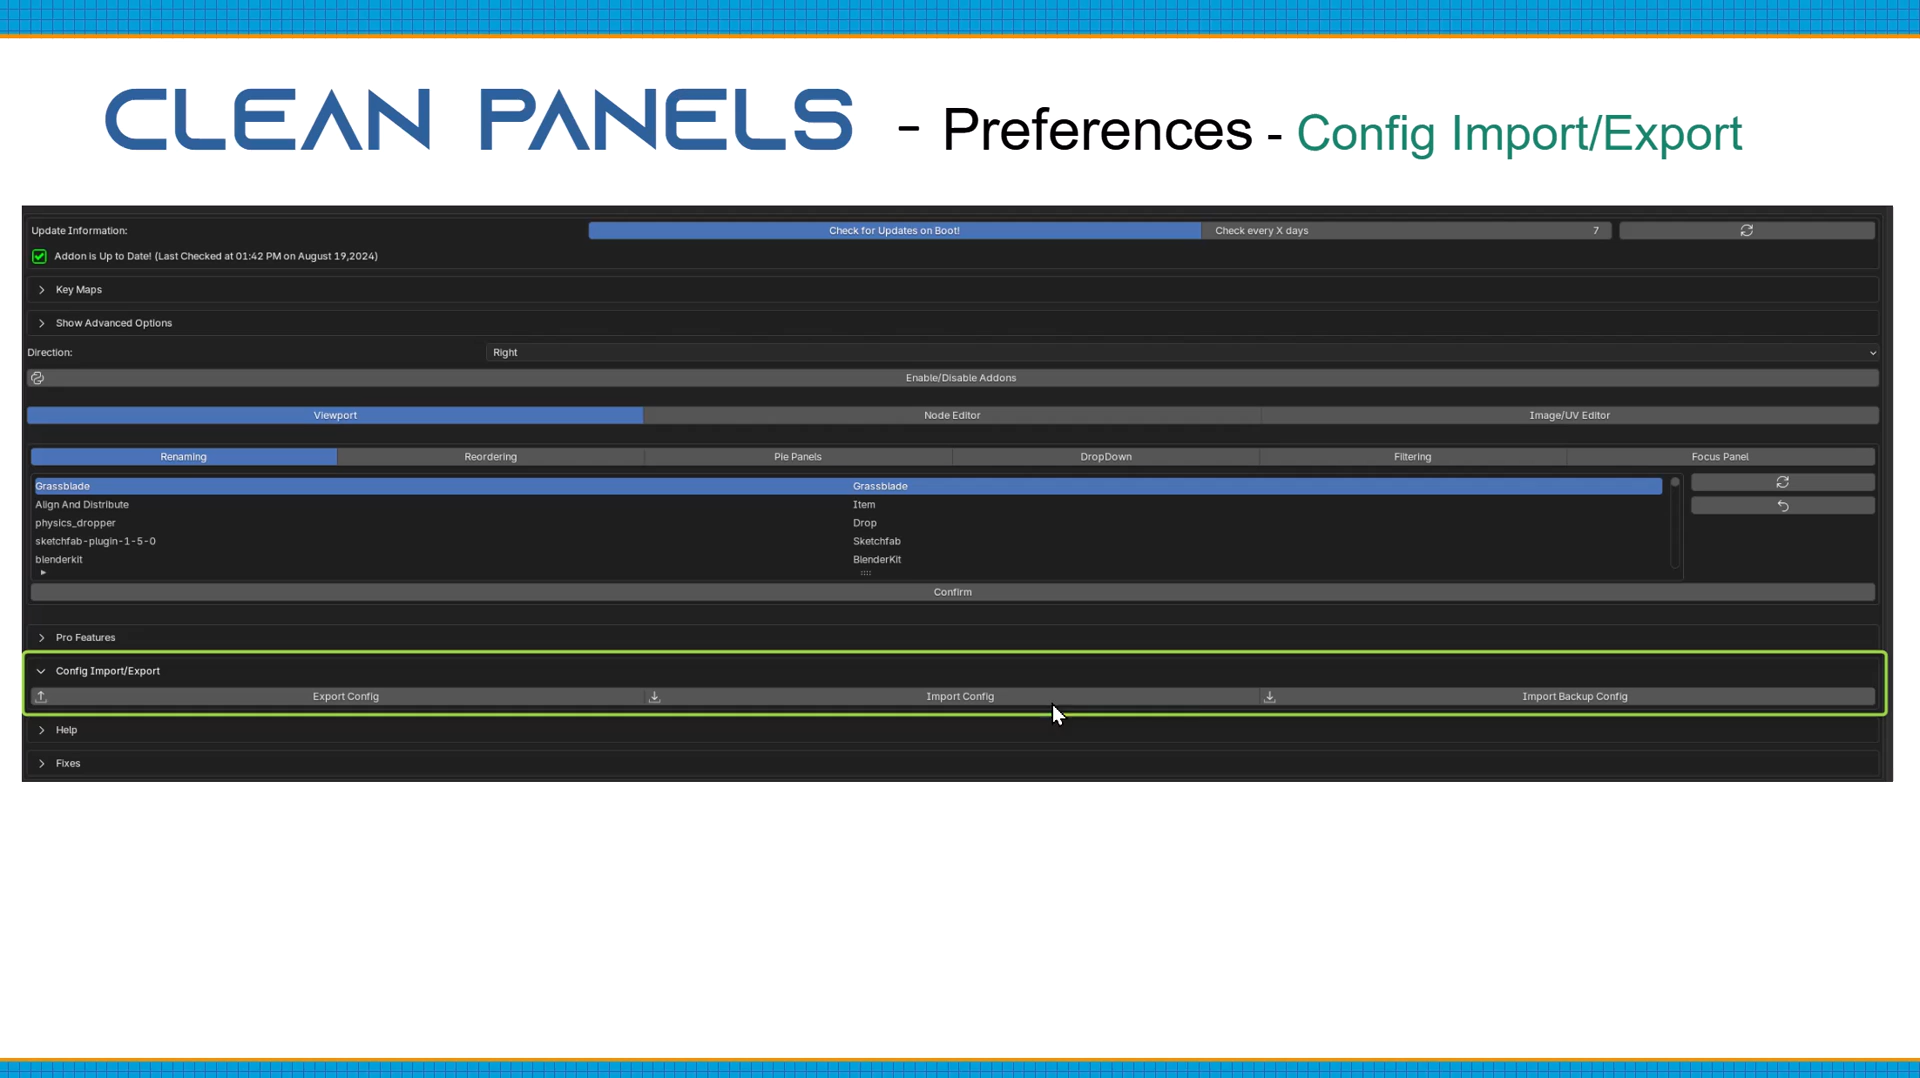 CLEAN PANELS - Preferences - Config Import/Export
Update Information: Check for Updates on Boot! Check every X days 7
Addon is Up to Date! (Last Checked at 01:42 PM on August 19,2024)
Key Maps
Show Advanced Options
Direction: Right
Enable/Disable Addons
Viewport Node Editor Image/UV Editor
Renaming Reordering Pie Panels DropDown Filtering Focus Panel
Grassblade Grassblade
Align And Distribute Item
physics_dropper Drop
sketchfab-plugin-1-5-0 Sketchfab
blenderkit BlenderKit
Confirm
Pro Features
Config Import/Export
Export Config Import Config Import Backup Config
Help
Fixes